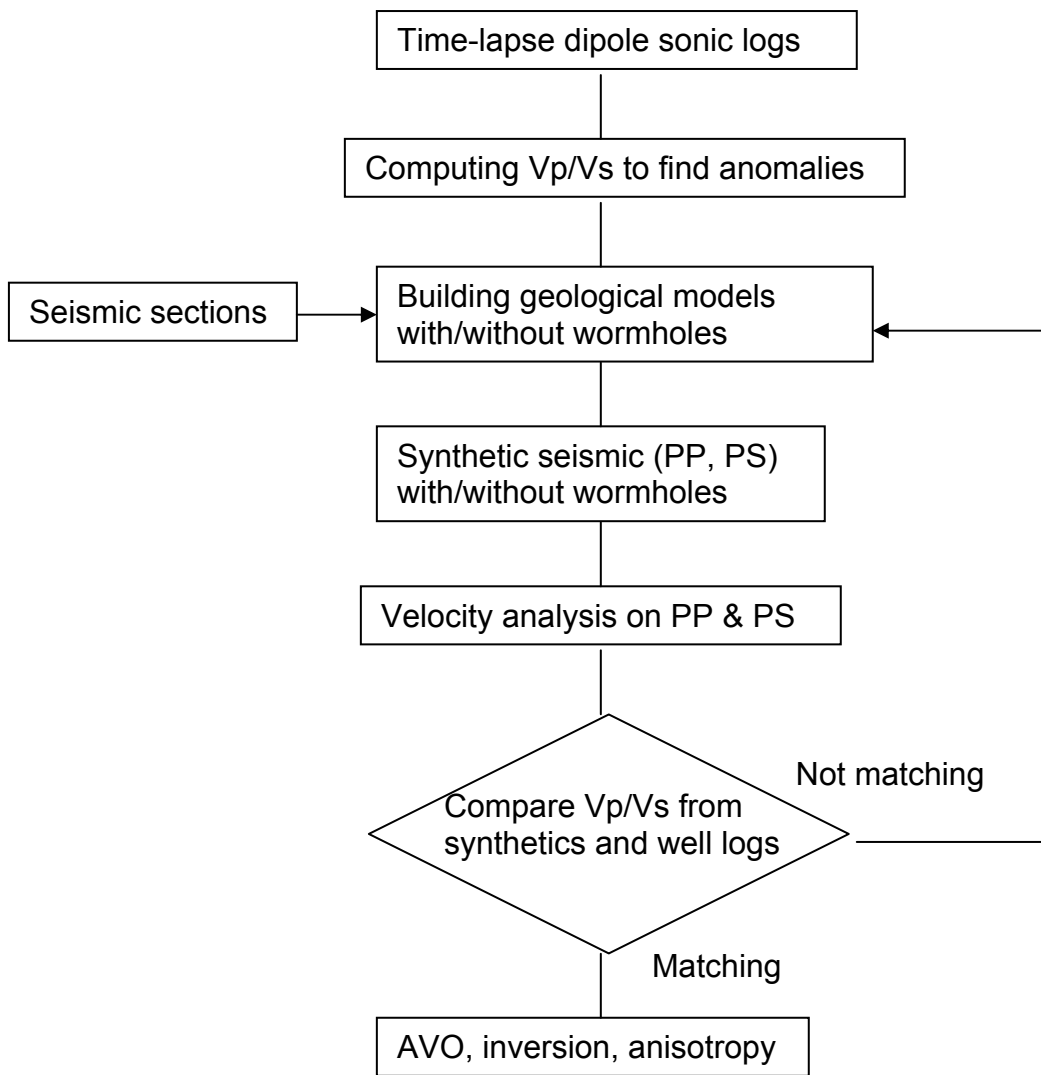 Time-lapse dipole sonic logs
Computing Vp/Vs to find anomalies
Seismic sections
Building geological models
with/without wormholes
Synthetic seismic (PP, PS)
with/without wormholes
Velocity analysis on PP & PS
Not matching
Compare Vp/Vs from
synthetics and well logs
Matching
AVO, inversion, anisotropy